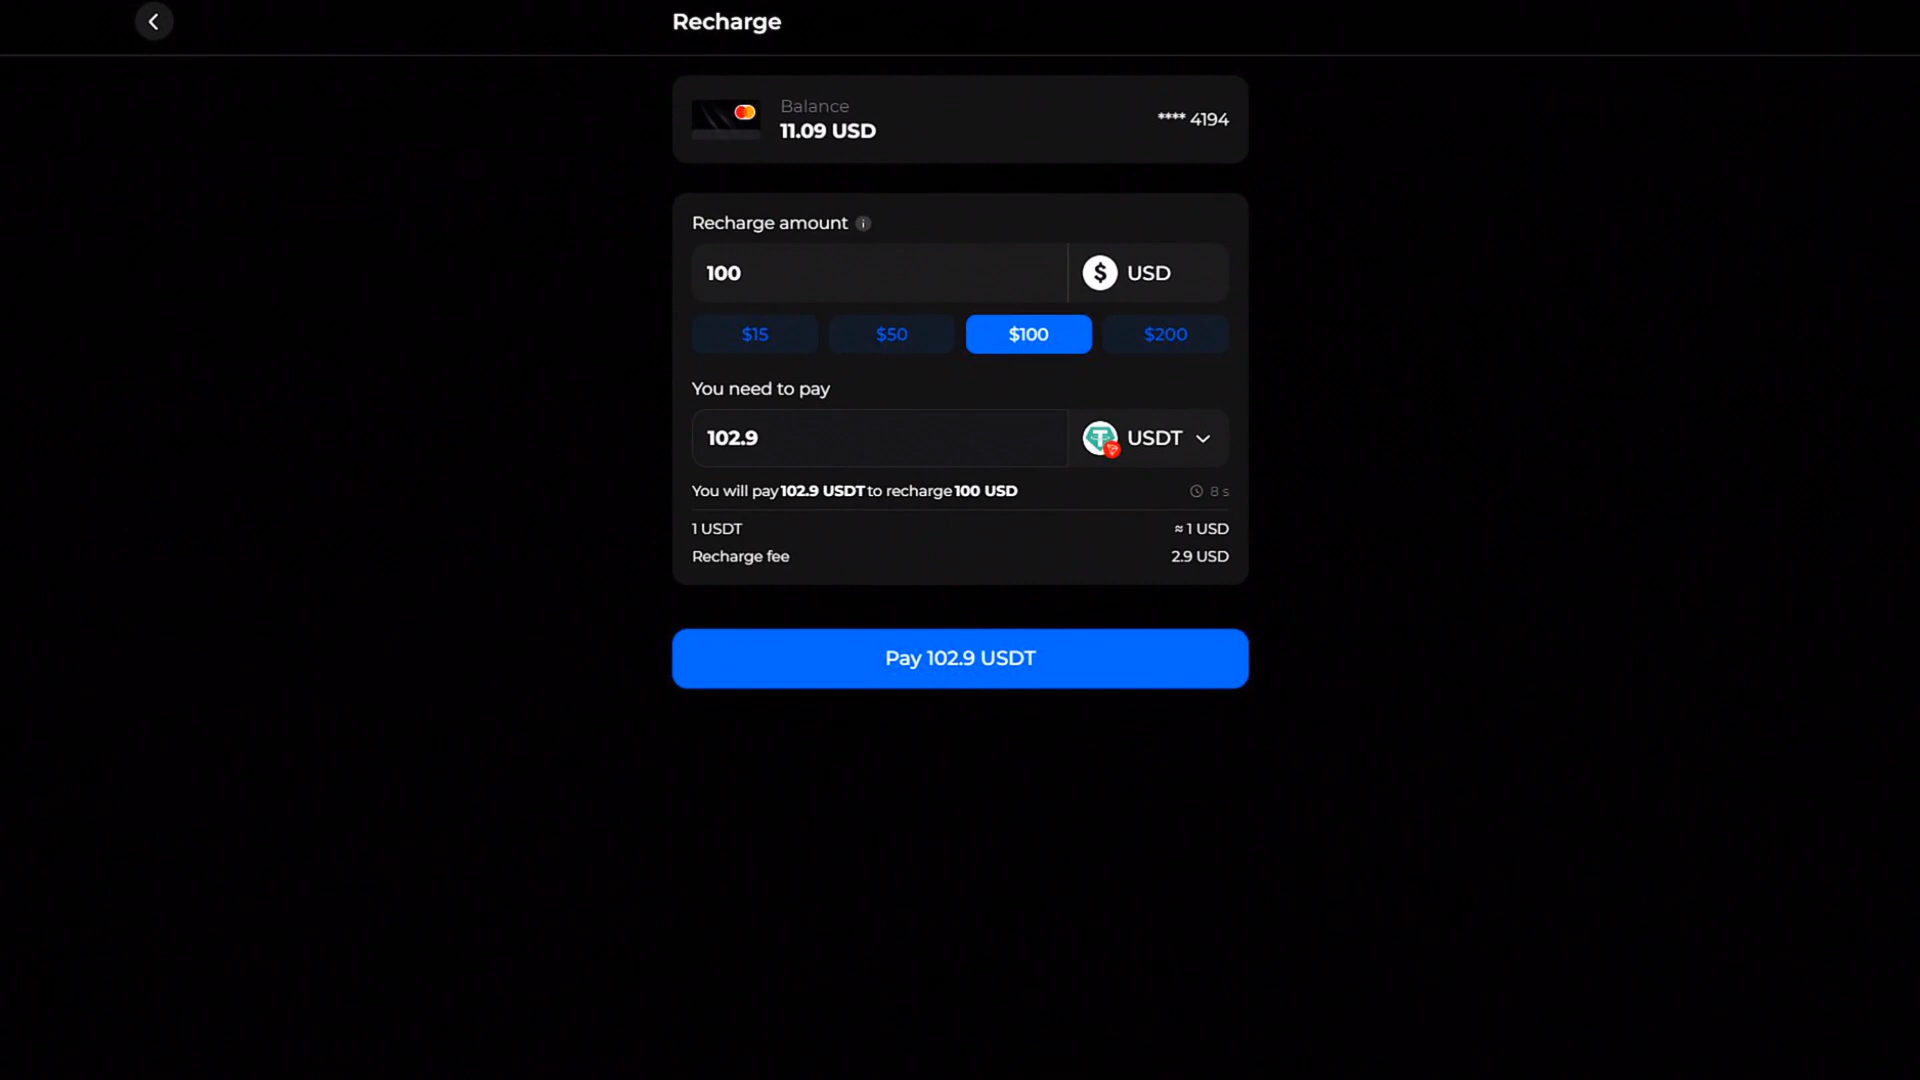 Recharge
Balance
11.09 USD
**** 4194
Recharge amount
100
$ USD
$15
$50
$100
$200
You need to pay
102.9
USDT
You will pay 102.9 USDT to recharge 100 USD
8 s
1 USDT
≈ 1 USD
Recharge fee
2.9 USD
Pay 102.9 USDT